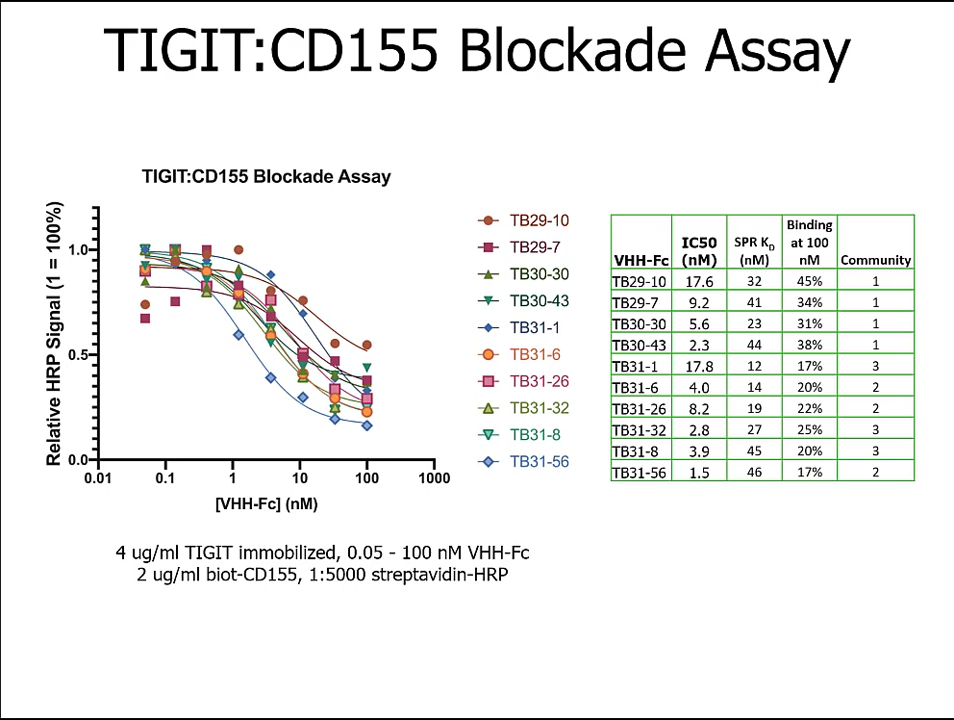 TIGIT:CD155 Blockade Assay
TIGIT:CD155 Blockade Assay
Relative HRP Signal (1 = 100%)
1.0
0.5
0.0
0.01 0.1 1 10 100 1000
[VHH-Fc] (nM)
TB29-10
TB29-7
TB30-30
TB30-43
TB31-1
TB31-6
TB31-26
TB31-32
TB31-8
TB31-56
VHH-Fc IC50 (nM) SPR KD (nM) Binding at 100 nM Community
TB29-10 17.6 32 45% 1
TB29-7 9.2 41 34% 1
TB30-30 5.6 23 31% 1
TB30-43 2.3 44 38% 1
TB31-1 17.8 12 17% 3
TB31-6 4.0 14 20% 2
TB31-26 8.2 19 22% 2
TB31-32 2.8 27 25% 3
TB31-8 3.9 45 20% 3
TB31-56 1.5 46 17% 2
4 ug/ml TIGIT immobilized, 0.05 - 100 nM VHH-Fc
2 ug/ml biot-CD155, 1:5000 streptavidin-HRP